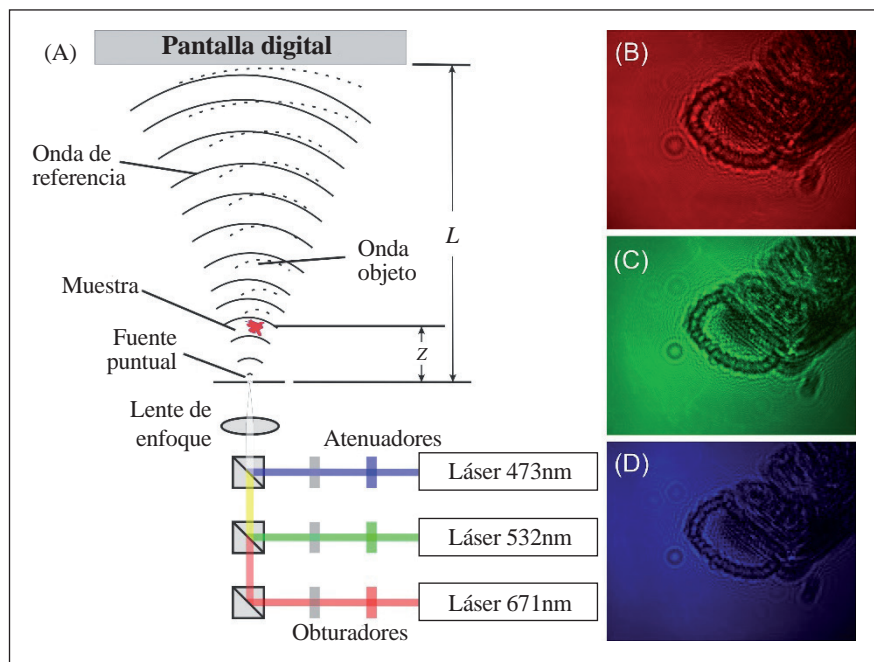 (A)
Pantalla digital
Onda de
referencia
L
Onda
objeto
Muestra
Z
Fuente
puntual
Lente de
enfoque
Atenuadores
Láser 473nm
Láser 532nm
Láser 671nm
Obturadores
(B)
(C)
(D)